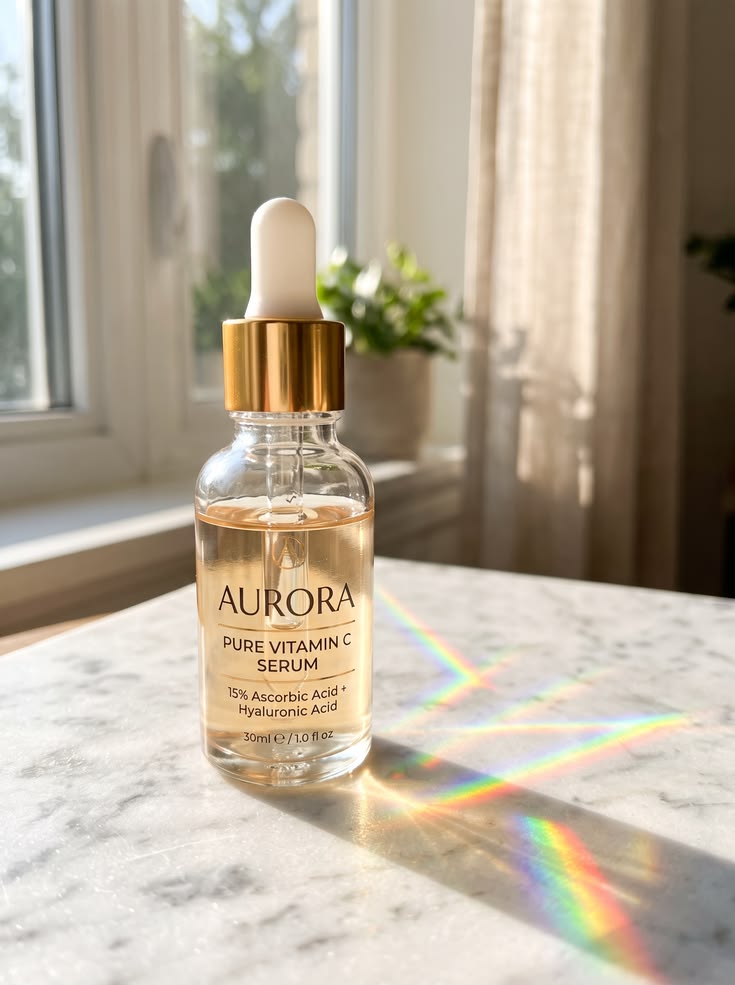 AURORA
PURE VITAMIN C
SERUM
15% Ascorbic Acid +
Hyaluronic Acid
30ml ℮ / 1.0 fl oz